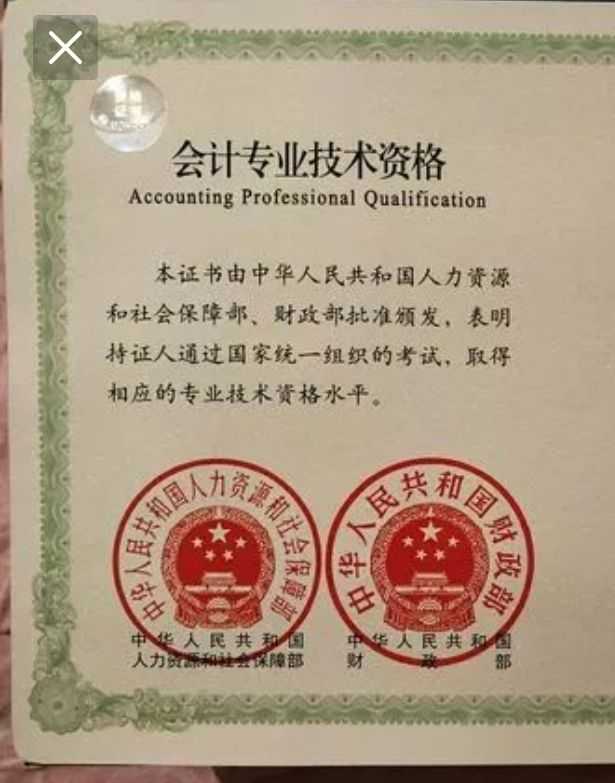 会计专业技术资格
Accounting Professional Qualification
本证书由中华人民共和国人力资源
和社会保障部、财政部批准颁发，表明
持证人通过国家统一组织的考试，取得
相应的专业技术资格水平。
中华人民共和国人力资源和社会保障部
中华人民共和国财政部
中华人民共和国
人力资源和社会保障部
中华人民共和国
财政部